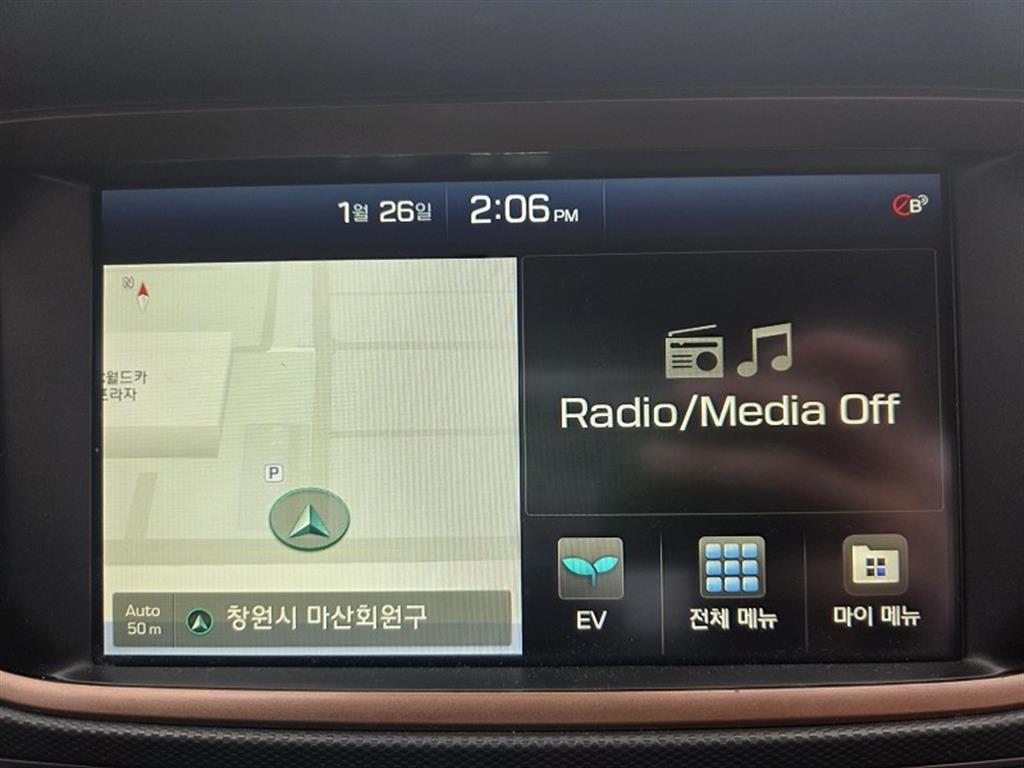 1월 26일
2:06 PM
B
N
월드카
라자
P
Radio/Media Off
Auto
50 m
창원시 마산회원구
EV
전체 메뉴
마이 메뉴